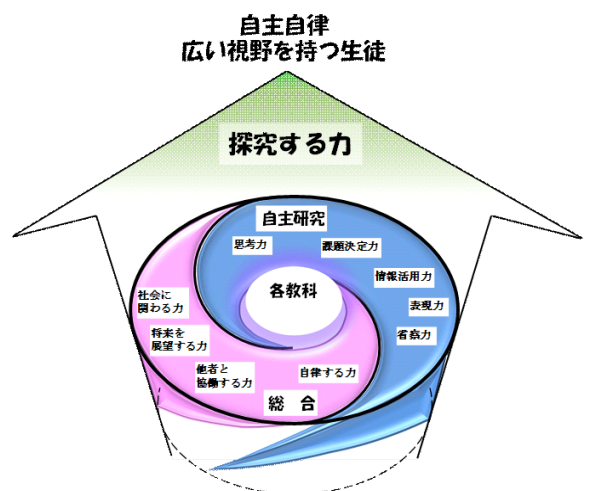 自主自律
広い視野を持つ生徒
探究する力
自主研究
思考力
課題決定力
情報活用力
表現力
省察力
各教科
社会に
関わる力
将来を
展望する力
他者と
協働する力
自律する力
総　合